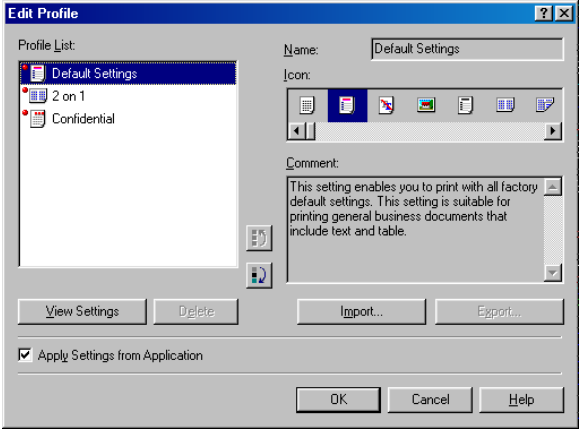 Edit Profile
Profile List:
Default Settings
2 on 1
Confidential
Name:
Default Settings
Icon:
Comment:
This setting enables you to print with all factory
default settings. This setting is suitable for
printing general business documents that
include text and table.
View Settings
Delete
Import...
Export...
Apply Settings from Application
OK
Cancel
Help